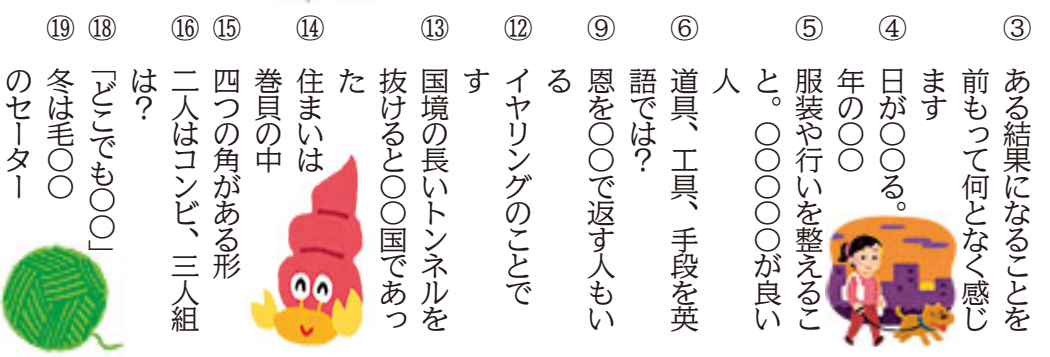 ③ ある結果になることを
前もって何となく感じ
ます
④ 日が〇〇る。
年の〇〇
⑤ 服装や行いを整えるこ
と。〇〇〇〇〇が良い
人
⑥ 道具、工具、手段を英
語では？
⑨ 恩を〇〇で返す人もい
る
⑫ イヤリングのことで
す
⑬ 国境の長いトンネルを
抜けると〇〇国であっ
た
⑭ 住まいは
巻貝の中
⑮ 四つの角がある形
⑯ 二人はコンビ、三人組
は？
⑱ 「どこでも〇〇」
⑲ 冬は毛〇〇
のセーター